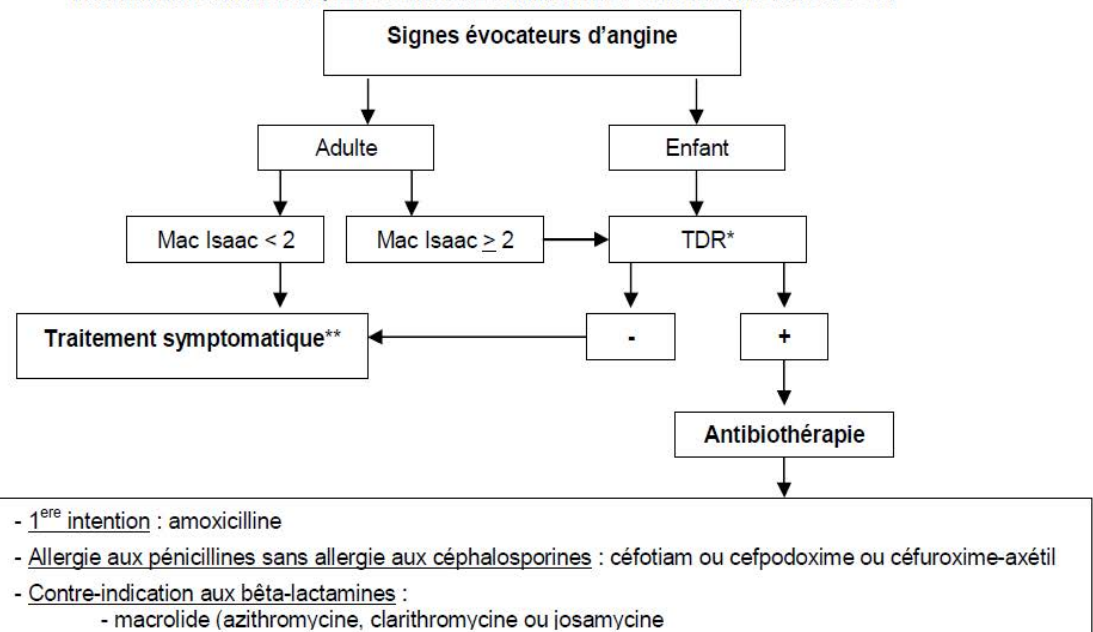 Signes évocateurs d’angine
Adulte
Enfant
Mac Isaac < 2
Mac Isaac ≥ 2
TDR*
Traitement symptomatique**
-
+
Antibiothérapie
- 1ere intention : amoxicilline
- Allergie aux pénicillines sans allergie aux céphalosporines : céfotiam ou cefpodoxime ou céfuroxime-axétil
- Contre-indication aux bêta-lactamines :
- macrolide (azithromycine, clarithromycine ou josamycine